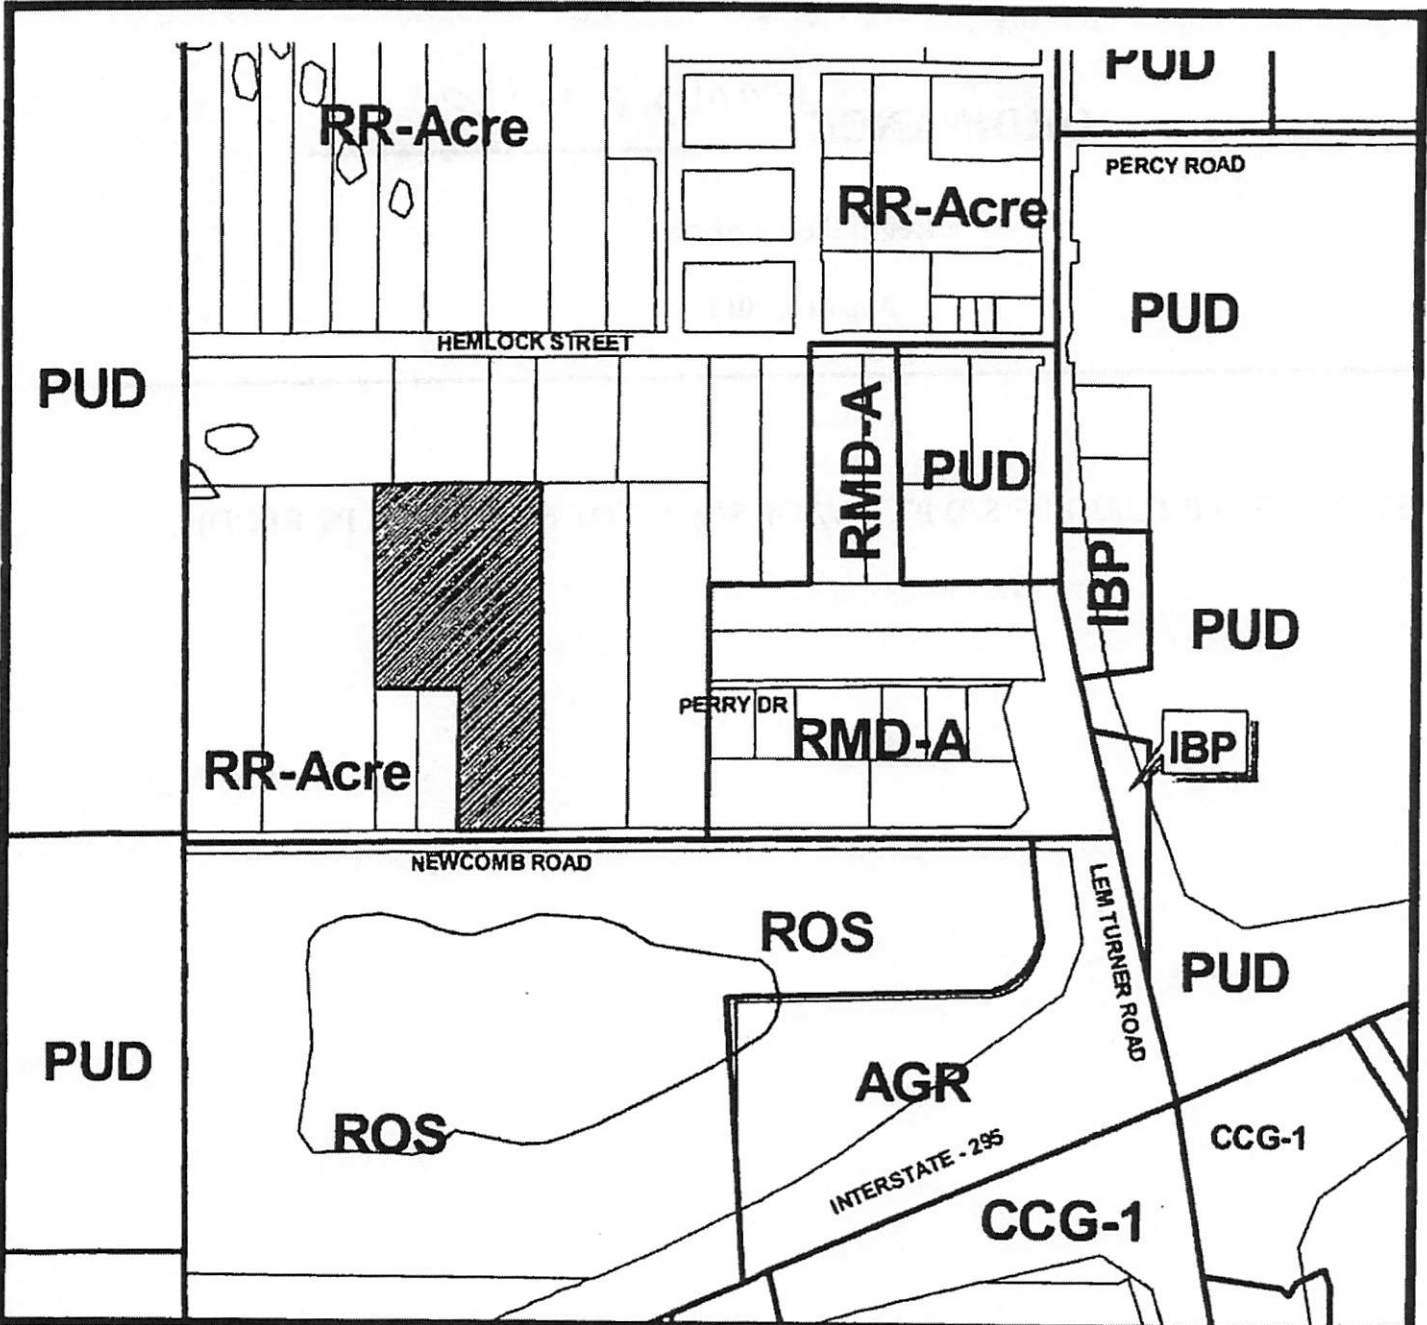 PUD
RR-Acre
PERCY ROAD
RR-Acre
PUD
HEMLOCK STREET
PUD
RMD-A
PUD
IBP
PUD
PERRY DR
RMD-A
IBP
RR-Acre
NEWCOMB ROAD
ROS
LEM TURNER ROAD
PUD
PUD
AGR
ROS
INTERSTATE - 295
CCG-1
CCG-1